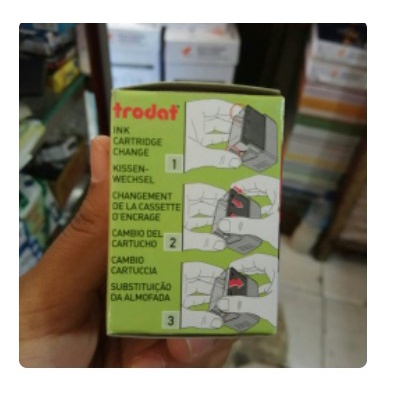 trodat
INK
CARTRIDGE
CHANGE
1
KISSEN-
WECHSEL
CHANGEMENT
DE LA CASSETTE
D'ENCRAGE
CAMBIO DEL
CARTUCHO
2
CAMBIO
CARTUCCIA
SUBSTITUIÇÃO
DA ALMOFADA
3